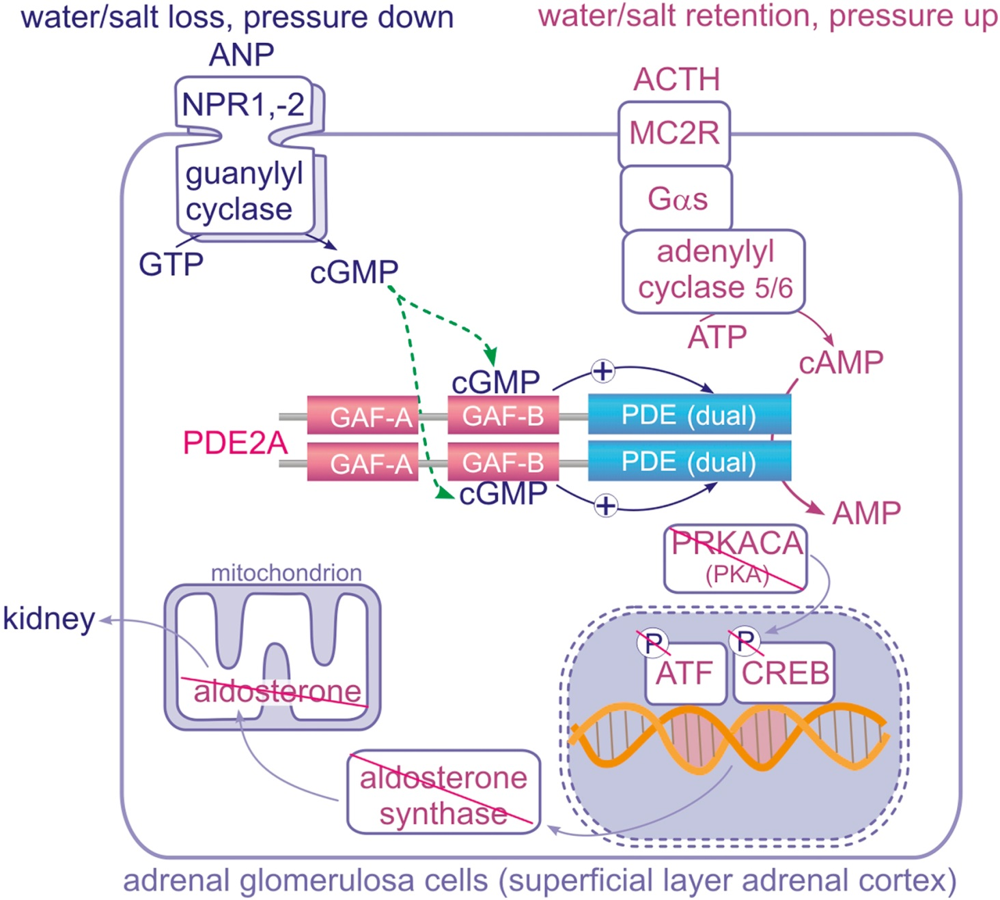 water/salt loss, pressure down
water/salt retention, pressure up
ANP
NPR1,-2
guanylyl
cyclase
GTP
cGMP
ACTH
MC2R
Gαs
adenylyl
cyclase 5/6
ATP
cAMP
cGMP
+
GAF-A
GAF-B
PDE (dual)
PDE2A
GAF-A
GAF-B
PDE (dual)
cGMP
+
AMP
PRKACA
(PKA)
mitochondrion
kidney
aldosterone
P
ATF
P
CREB
aldosterone
synthase
adrenal glomerulosa cells (superficial layer adrenal cortex)